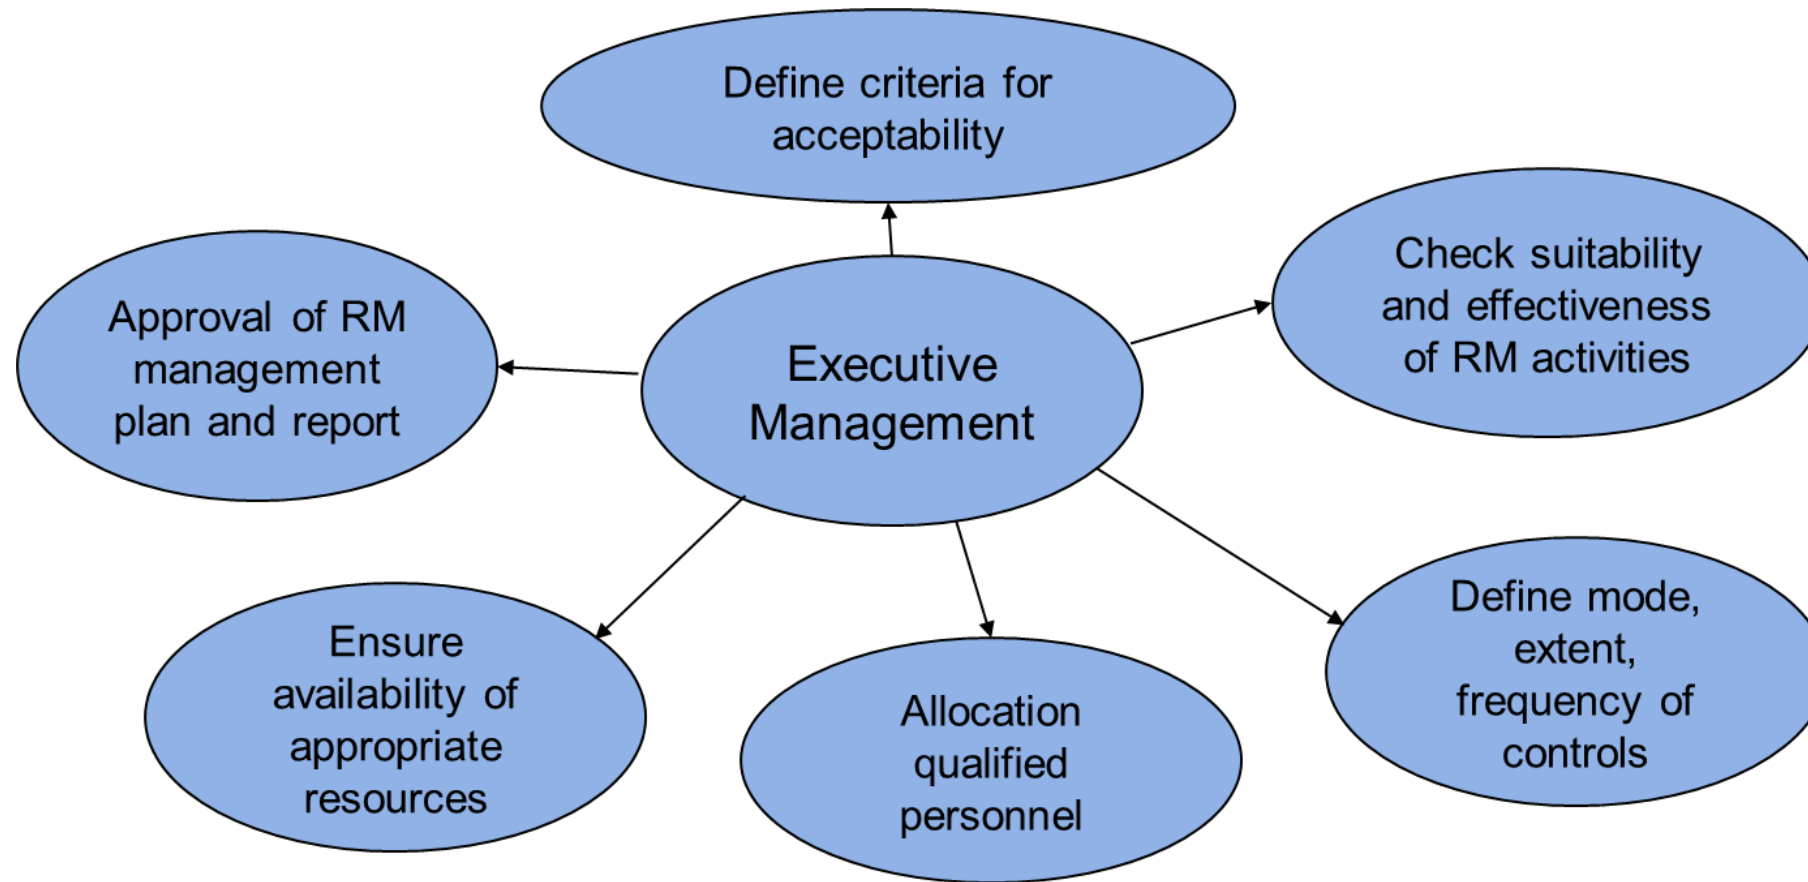 Define criteria for
acceptability
Check suitability
and effectiveness
of RM activities
Approval of RM
management
plan and report
Executive
Management
Define mode,
extent,
frequency of
controls
Ensure
availability of
appropriate
resources
Allocation
qualified
personnel